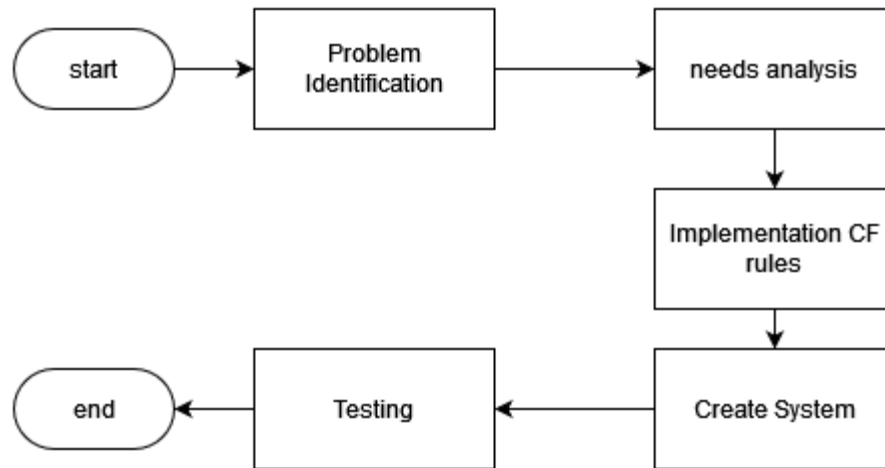 start
Problem
Identification
needs analysis
Implementation CF
rules
Create System
Testing
end